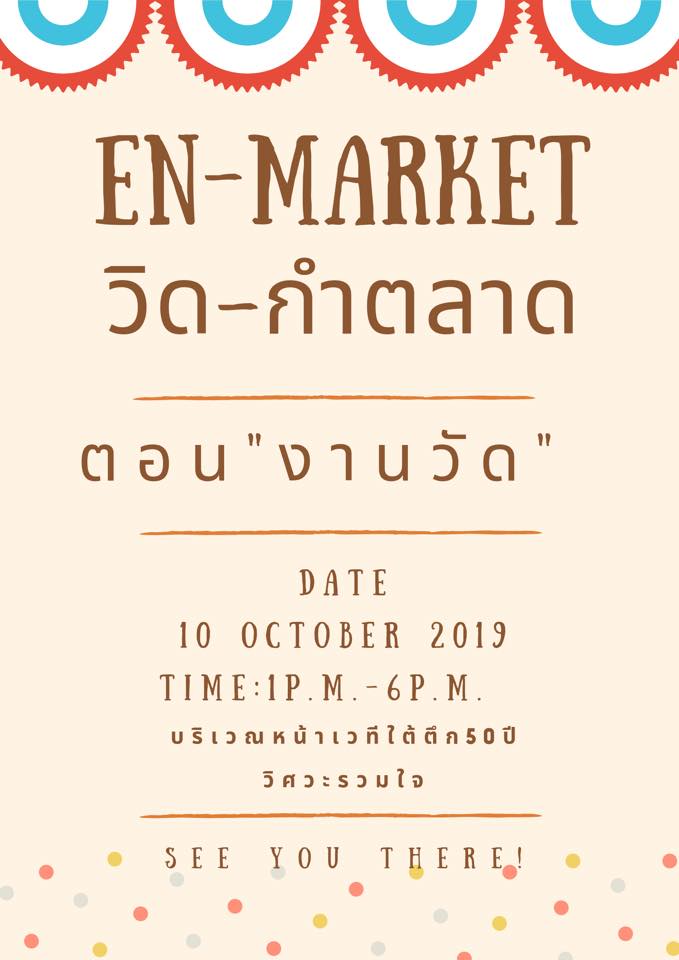 EN-MARKET
วิด-กำตลาด
ตอน"งานวัด"
DATE
10 OCTOBER 2019
TIME:1P.M.-6P.M.
บริเวณหน้าเวทีใต้ตึก50ปี
วิศวะรวมใจ
SEE YOU THERE!